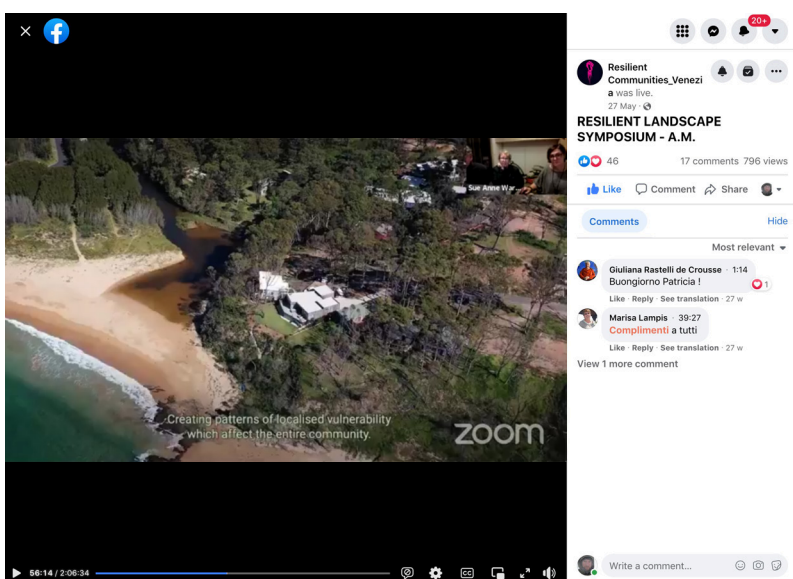 20+
Resilient
Communities_Venezi
a was live.
27 May ·
RESILIENT LANDSCAPE
SYMPOSIUM - A.M.
46
17 comments 796 views
Like Comment Share
Comments
Hide
Most relevant
Giuliana Rastelli de Crousse · 1:14
Buongiorno Patricia !
1
Like · Reply · See translation · 27 w
Marisa Lampis · 39:27
Complimenti a tutti
Like · Reply · See translation · 27 w
View 1 more comment
Sue Anne War...
Creating patterns of localised vulnerability
which affect the entire community.
zoom
56:14 / 2:06:34
CC
Write a comment...